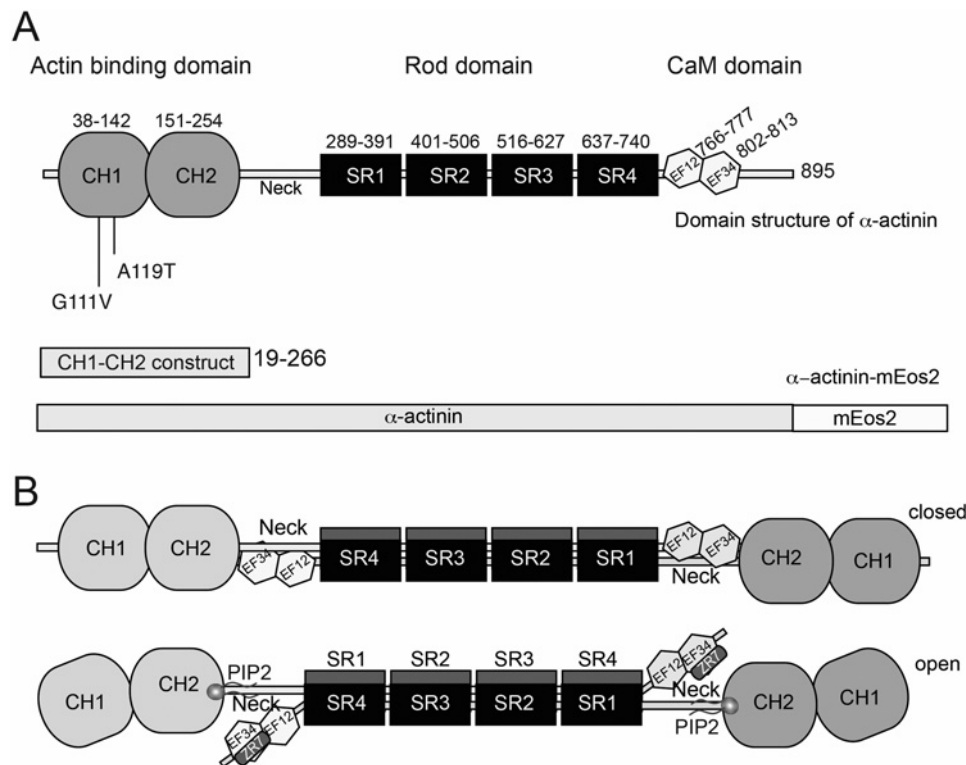 A
Actin binding domain Rod domain CaM domain
38-142 151-254 289-391 401-506 516-627 637-740 766-777 802-813
CH1 CH2 Neck SR1 SR2 SR3 SR4 EF12 EF34 895
Domain structure of α-actinin
A119T
G111V
CH1-CH2 construct 19-266
α-actinin-mEos2
α-actinin mEos2
B
closed
Neck EF12 EF34
CH1 CH2 EF34 EF12 SR4 SR3 SR2 SR1 Neck CH2 CH1
open
SR1 SR2 SR3 SR4 EF12 EF34 ZR7
CH1 CH2 PIP2 Neck SR4 SR3 SR2 SR1 Neck PIP2 CH2 CH1
EF34 EF12 ZR7